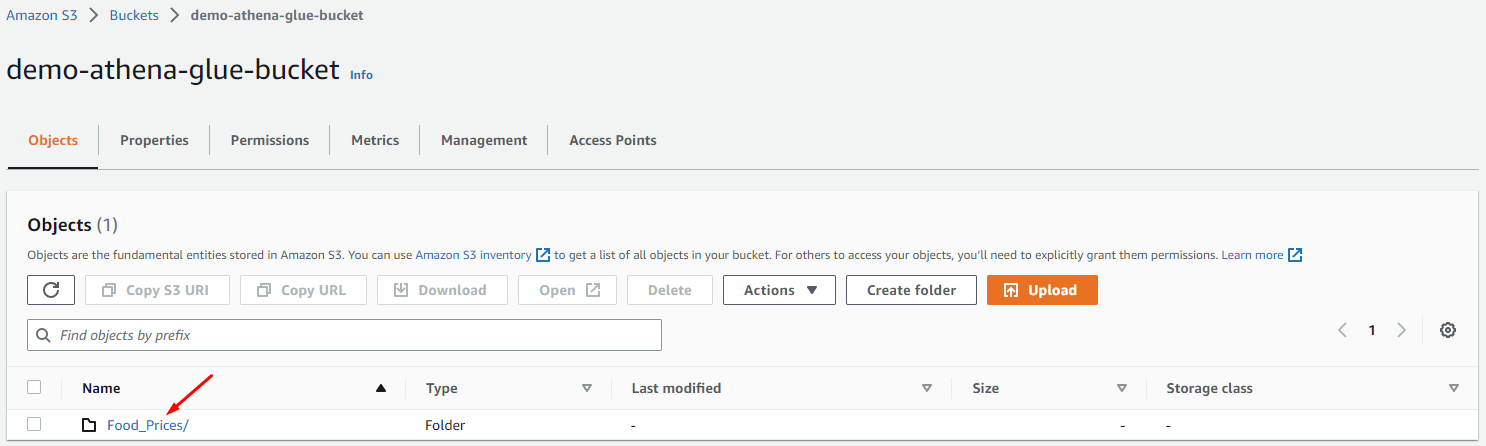 Amazon S3 > Buckets > demo-athena-glue-bucket
demo-athena-glue-bucket Info
Objects Properties Permissions Metrics Management Access Points
Objects (1)
Objects are the fundamental entities stored in Amazon S3. You can use Amazon S3 inventory to get a list of all objects in your bucket. For others to access your objects, you'll need to explicitly grant them permissions. Learn more
Copy S3 URI Copy URL Download Open Delete Actions Create folder Upload
Find objects by prefix 1
Name Type Last modified Size Storage class
Food_Prices/ Folder - - -